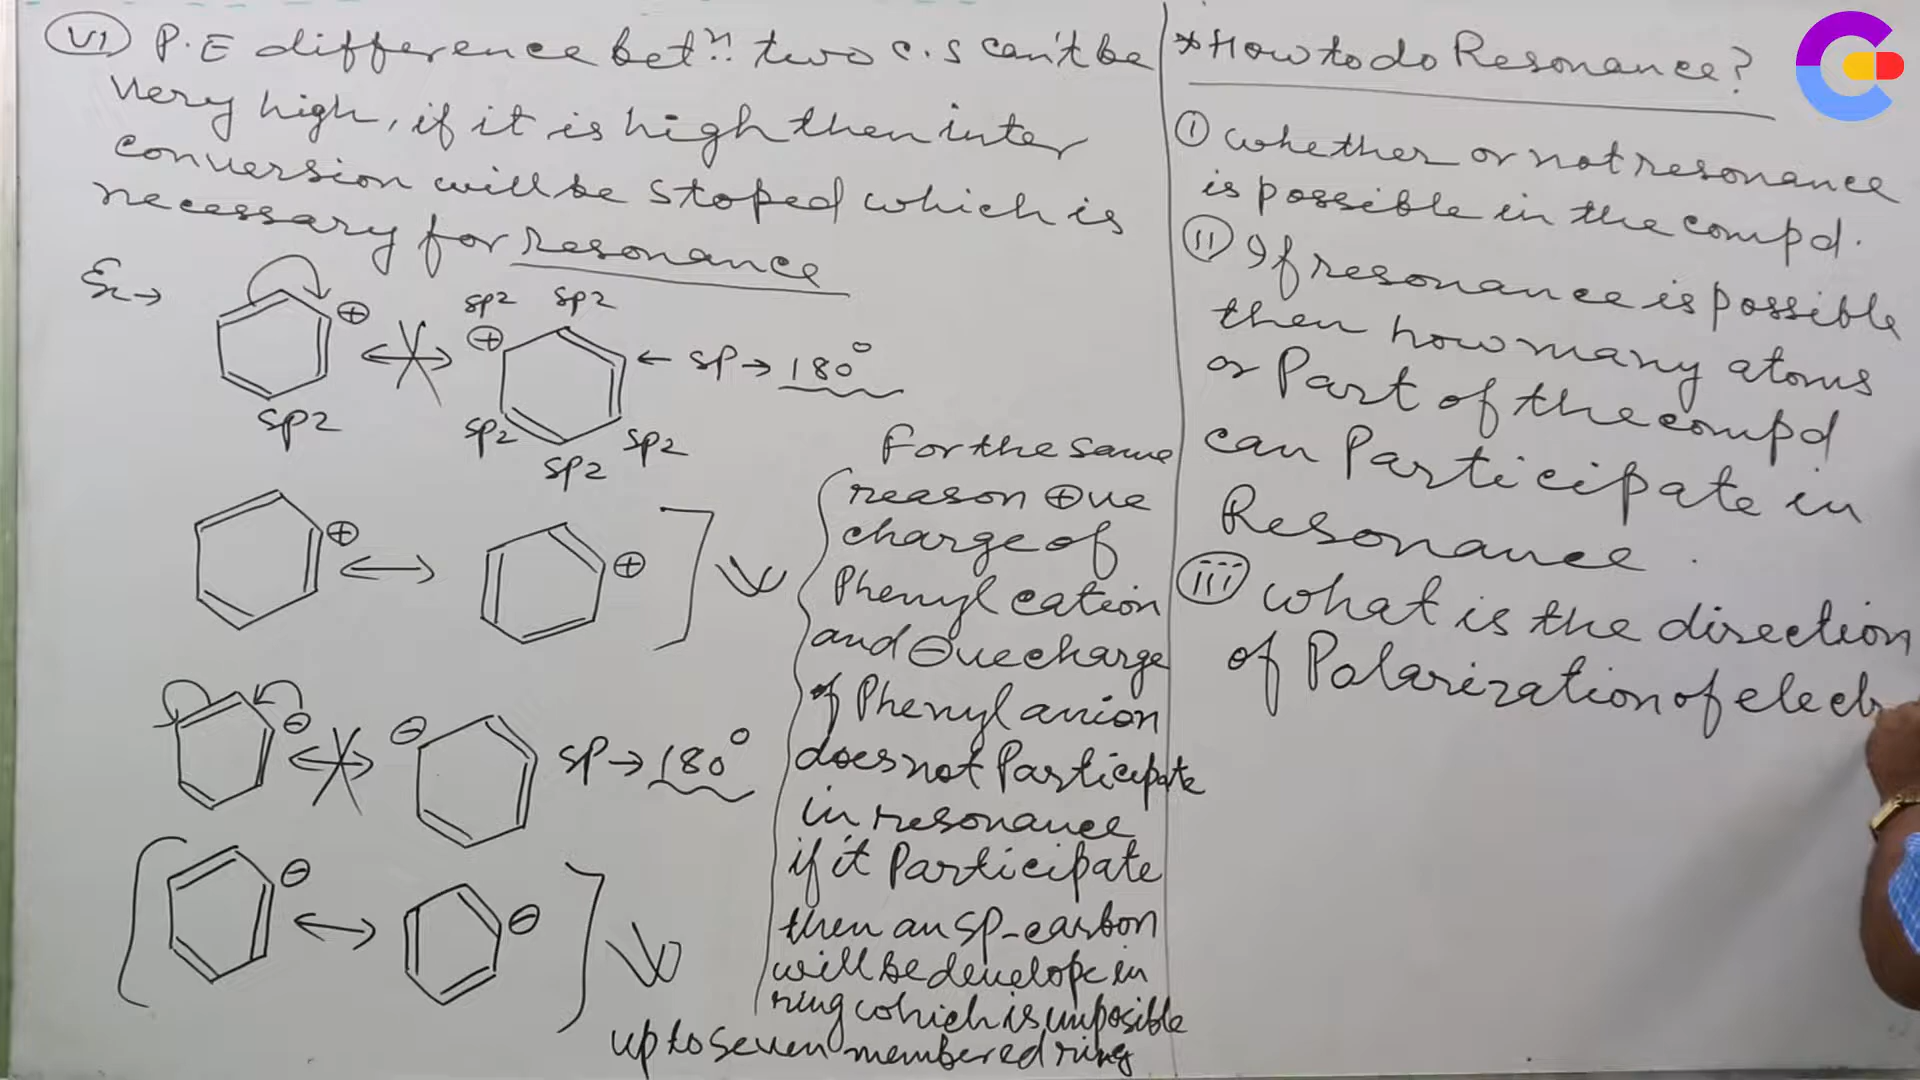 (vi) P.E difference betⁿ two c.s can't be
very high, if it is high then inter
conversion will be stoped which is
necessary for resonance
Ex →
⊕
sp2 sp2
⊕
← sp → 180°
sp2
sp2 sp2
sp2
⊕
⊕
⊖
⊖
sp → 180°
⊖
⊖
For the same
reason ⊕ve
charge of
Phenyl cation
and ⊖ve charge
of Phenyl anion
does not Participate
in resonance
if it Participate
then an sp-carbon
will be develope in
ring which is imposible
up to seven membered ring
* How to do Resonance?
(i) whether or not resonance
is possible in the compd.
(ii) If resonance is possible
then how many atoms
or Part of the compd
can Participate in
Resonance.
(iii) what is the direction
of Polarization of elect